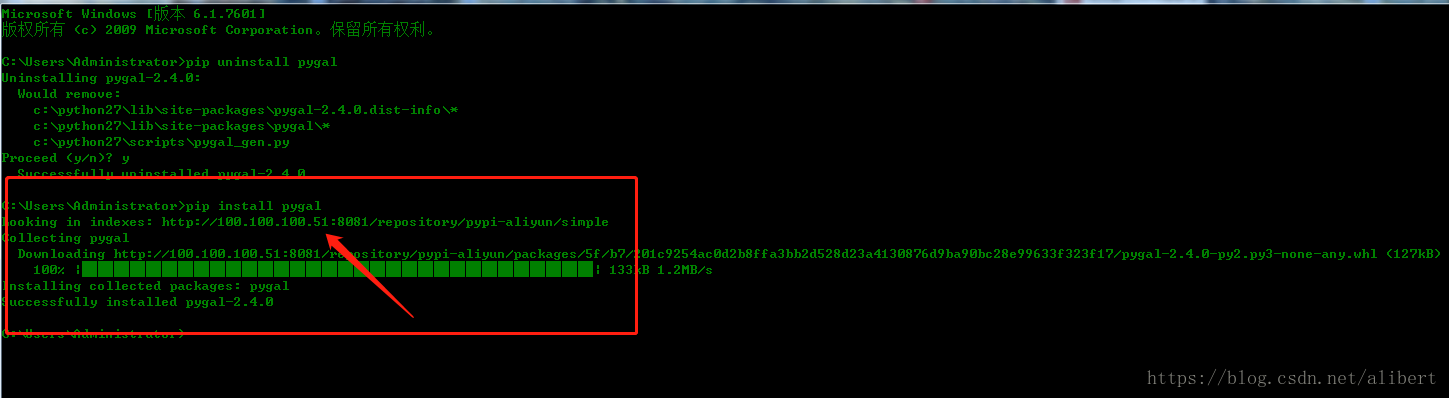 Microsoft Windows [版本 6.1.7601]
版权所有 (c) 2009 Microsoft Corporation。保留所有权利。
C:\Users\Administrator>pip uninstall pygal
Uninstalling pygal-2.4.0:
Would remove:
c:\python27\lib\site-packages\pygal-2.4.0.dist-info\*
c:\python27\lib\site-packages\pygal\*
c:\python27\scripts\pygal_gen.py
Proceed (y/n)? y
Successfully uninstalled pygal-2.4.0
C:\Users\Administrator>pip install pygal
Looking in indexes: http://100.100.100.51:8081/repository/pypi-aliyun/simple
Collecting pygal
Downloading http://100.100.100.51:8081/repository/pypi-aliyun/packages/5f/b7/201c9254ac0d2b8ffa3bb2d528d23a4130876d9ba90bc28e99633f323f17/pygal-2.4.0-py2.py3-none-any.whl (127kB)
100% |████████████████████████████████| 133kB 1.2MB/s
Installing collected packages: pygal
Successfully installed pygal-2.4.0
C:\Users\Administrator>
https://blog.csdn.net/alibert